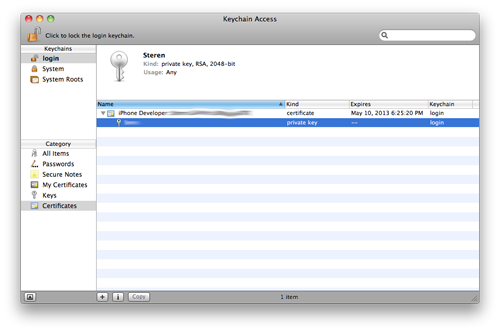 Keychain Access
Click to lock the login keychain.
Keychains
login
System
System Roots
Steren
Kind: private key, RSA, 2048-bit
Usage: Any
Name Kind Expires Keychain
iPhone Developer certificate May 10, 2013 6:25:20 PM login
private key -- login
Category
All Items
Passwords
Secure Notes
My Certificates
Keys
Certificates
+ i Copy 1 item